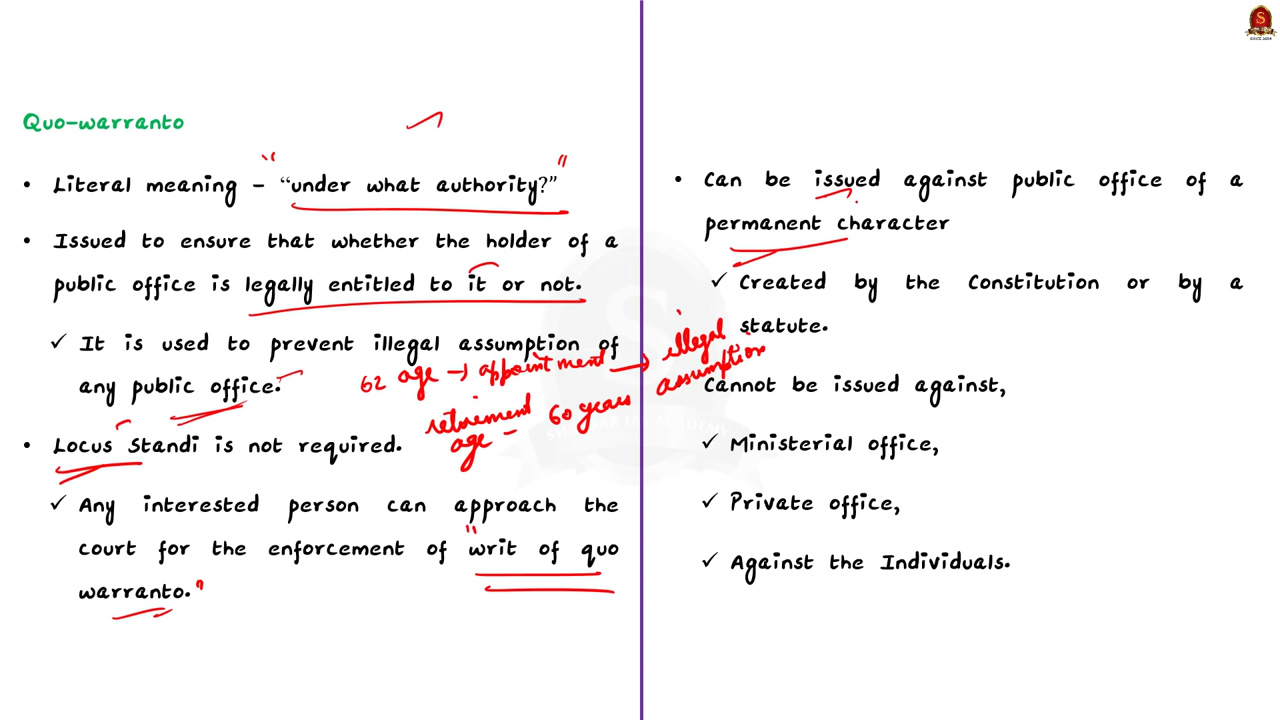 Quo-warranto
• Literal meaning - "“under what authority?”"
• Issued to ensure that whether the holder of a
public office is legally entitled to it or not.
✓ It is used to prevent illegal assumption of
any public office.
62 age → appointment → illegal
assumption
retirement
age - 60 years
• Locus Standi is not required.
✓ Any interested person can approach the
court for the enforcement of "writ of quo
warranto."
• Can be issued against public office of a
permanent character
✓ Created by the Constitution or by a
statute.
Cannot be issued against,
✓ Ministerial office,
✓ Private office,
✓ Against the Individuals.
S
SINCE 2004